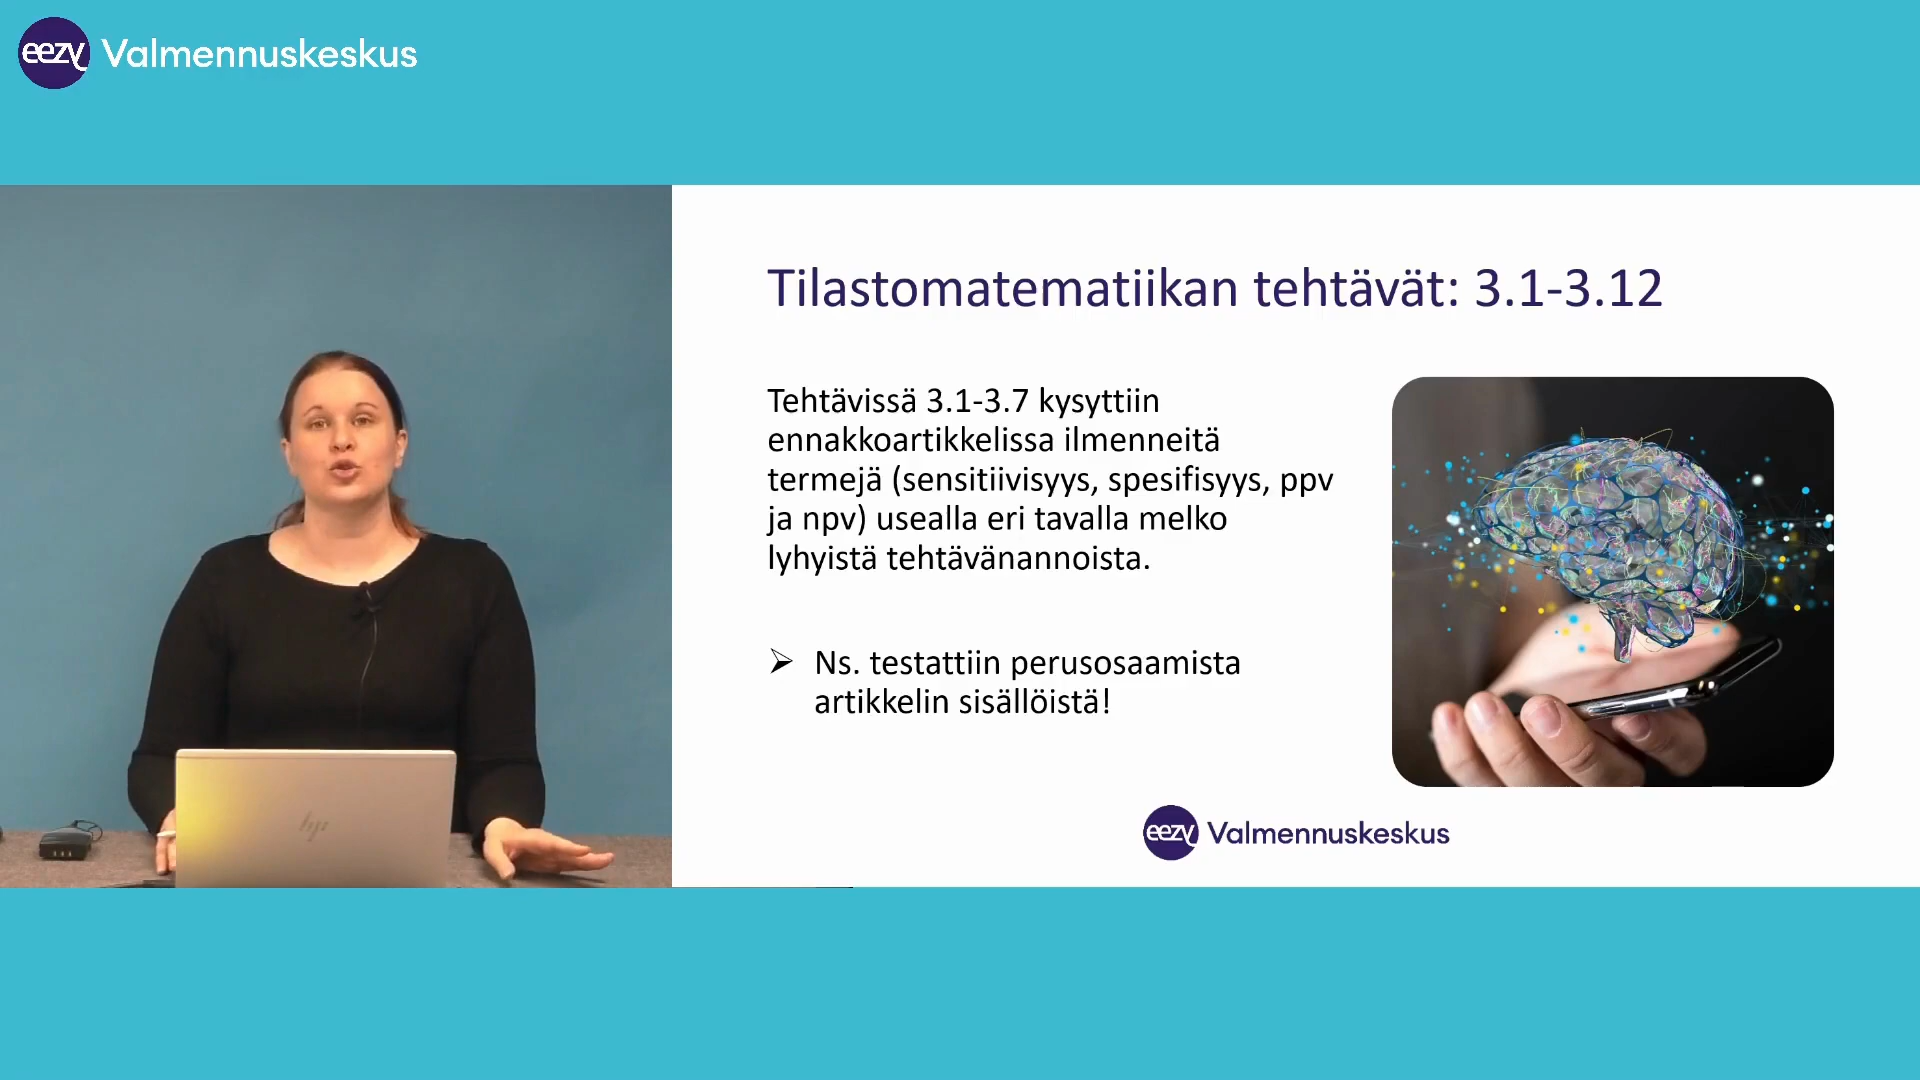 eezy Valmennuskeskus
Tilastomatematiikan tehtävät: 3.1-3.12
Tehtävissä 3.1-3.7 kysyttiin
ennakkoartikkelissa ilmenneitä
termejä (sensitiivisyys, spesifisyys, ppv
ja npv) usealla eri tavalla melko
lyhyistä tehtävänannoista.
➢ Ns. testattiin perusosaamista
artikkelin sisällöistä!
hp
eezy Valmennuskeskus